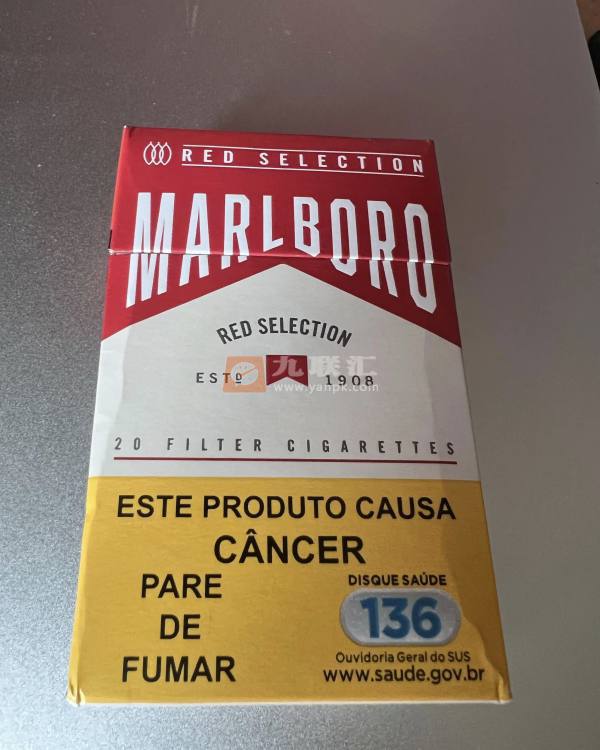 RED SELECTION
MARLBORO
RED SELECTION
九联汇
www.yanpk.com
ESTD 1908
20 FILTER CIGARETTES
ESTE PRODUTO CAUSA
CÂNCER
PARE
DE
FUMAR
DISQUE SAÚDE
136
Ouvidoria Geral do SUS
www.saude.gov.br